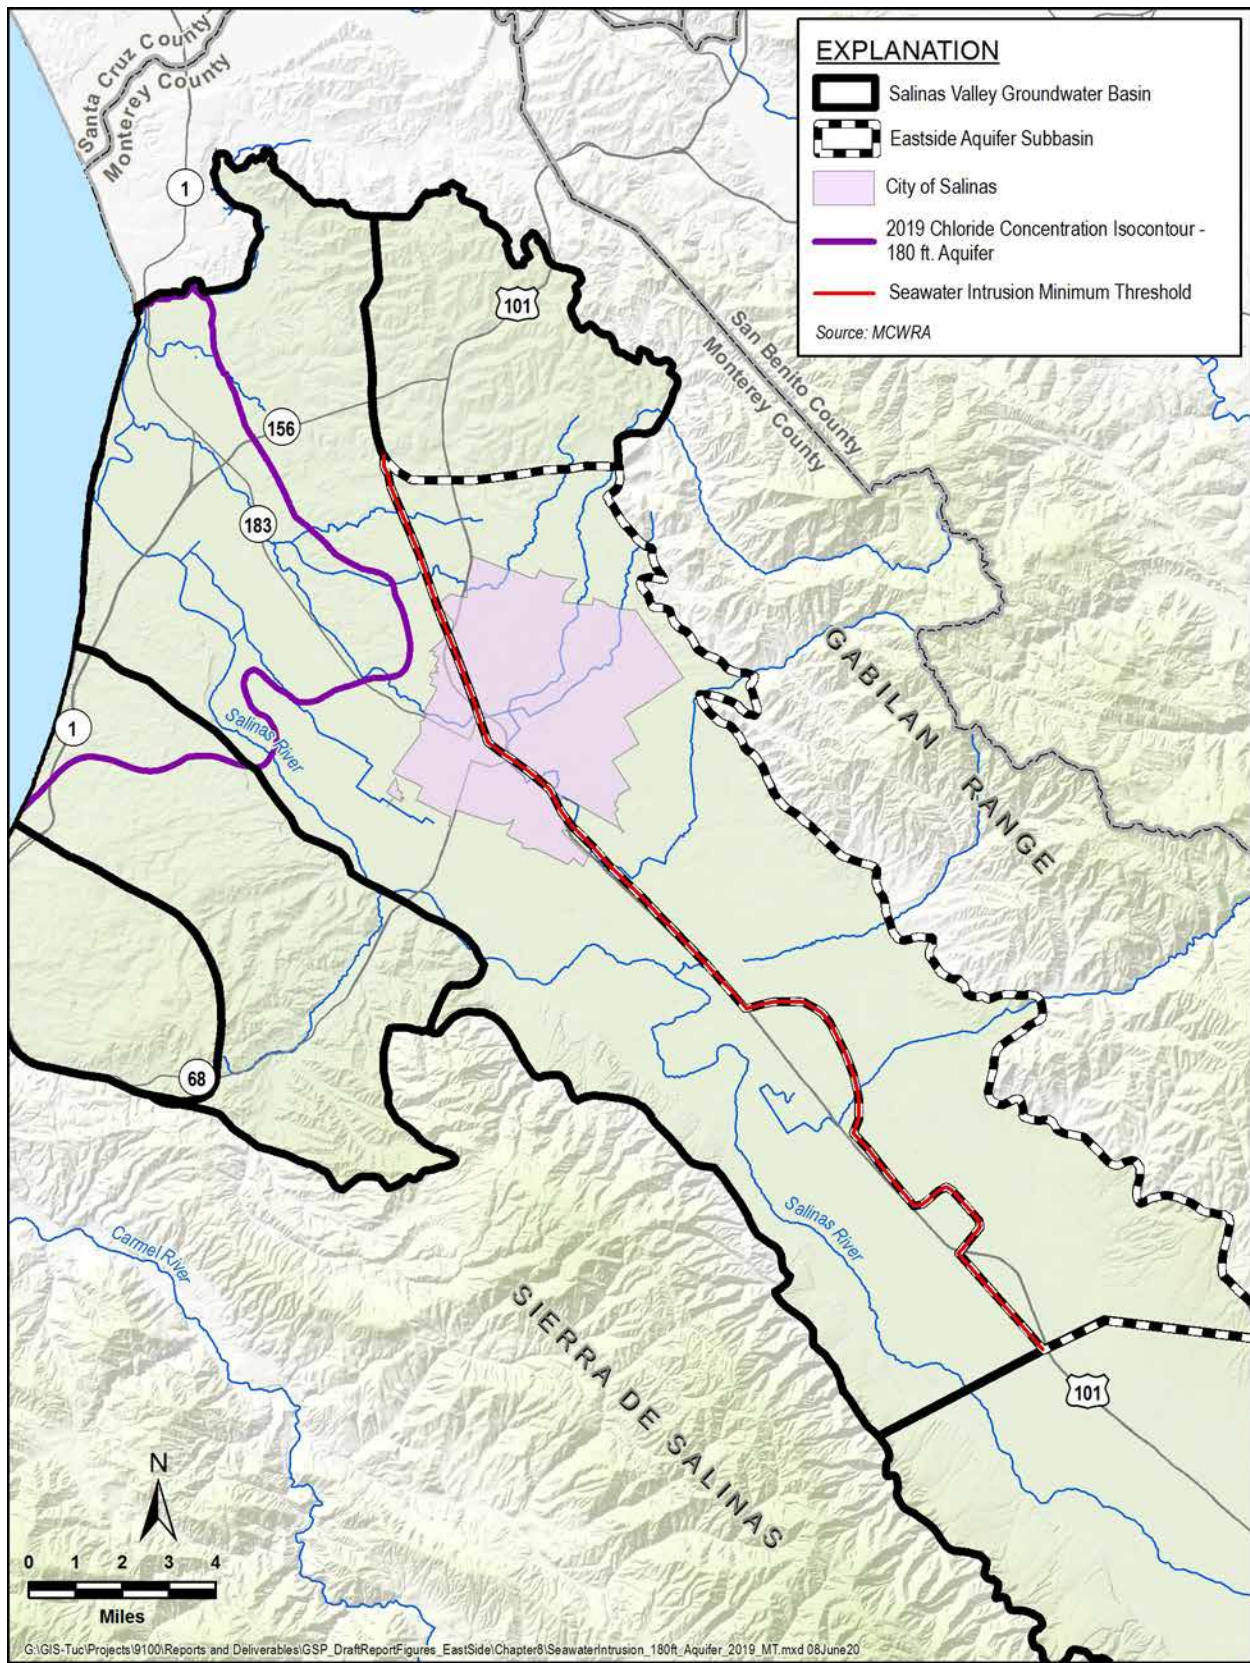 EXPLANATION
Salinas Valley Groundwater Basin
Eastside Aquifer Subbasin
City of Salinas
2019 Chloride Concentration Isocontour -
180 ft. Aquifer
Seawater Intrusion Minimum Threshold
Source: MCWRA
Santa Cruz County
Monterey County
1
101
San Benito County
Monterey County
156
183
GABILAN RANGE
1
Salinas River
68
Salinas River
Carmel River
SIERRA DE SALINAS
101
N
0 1 2 3 4
Miles
G:\GIS-Tuc\Projects\9100\Reports and Deliverables\GSP_DraftReportFigures_EastSide\Chapter8\SeawaterIntrusion_180ft_Aquifer_2019_MT.mxd 08June20